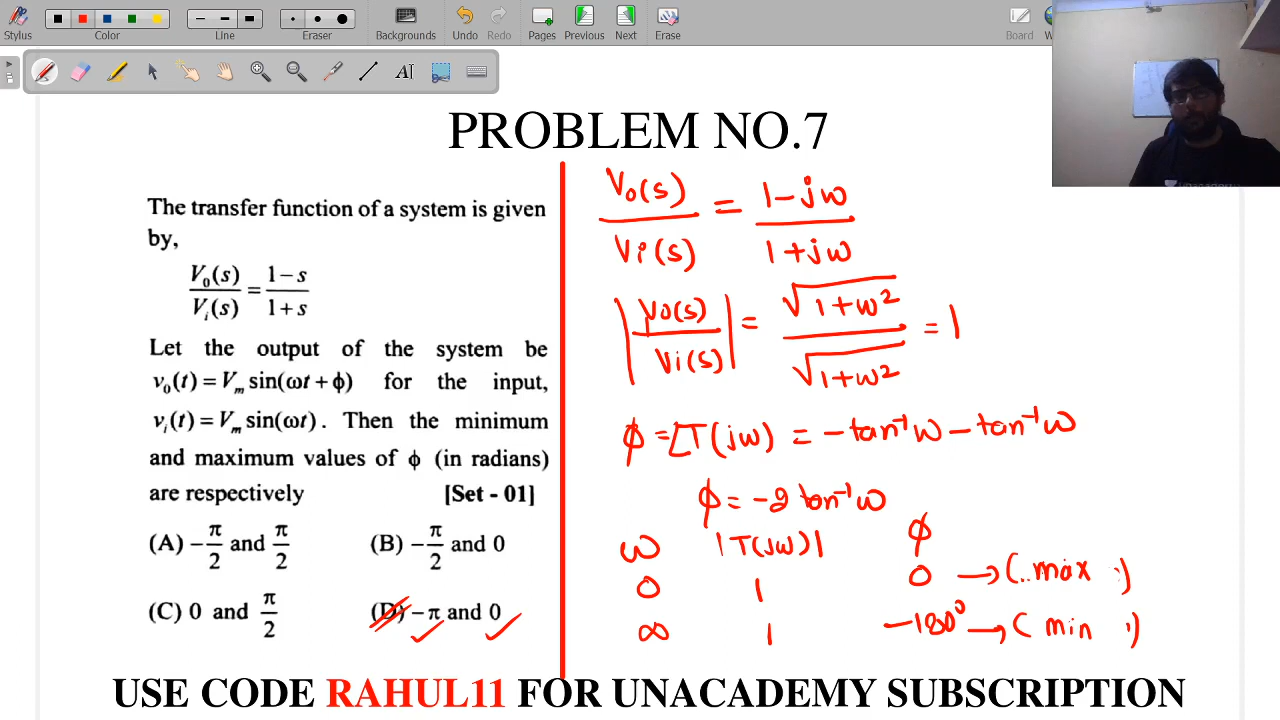 Stylus Color Line Eraser Backgrounds Undo Redo Pages Previous Next Erase Board
PROBLEM NO.7
The transfer function of a system is given
by,
V₀(s)/Vᵢ(s) = 1−s/1+s
Let the output of the system be
v₀(t) = Vₘ sin(ωt + ϕ) for the input,
vᵢ(t) = Vₘ sin(ωt). Then the minimum
and maximum values of ϕ (in radians)
are respectively [Set - 01]
(A) −π/2 and π/2 (B) −π/2 and 0
(C) 0 and π/2 (D) −π and 0
Vo(s)/Vi(s) = 1−jω/1+jω
|Vo(s)/Vi(s)| = √1+ω²/√1+ω² = 1
ϕ = ∠T(jω) = −tan⁻¹ω − tan⁻¹ω
ϕ = −2 tan⁻¹ω
ω |T(jω)| ϕ
0 1 0 → (..max :)
∞ 1 −180° → ( min :)
USE CODE RAHUL11 FOR UNACADEMY SUBSCRIPTION